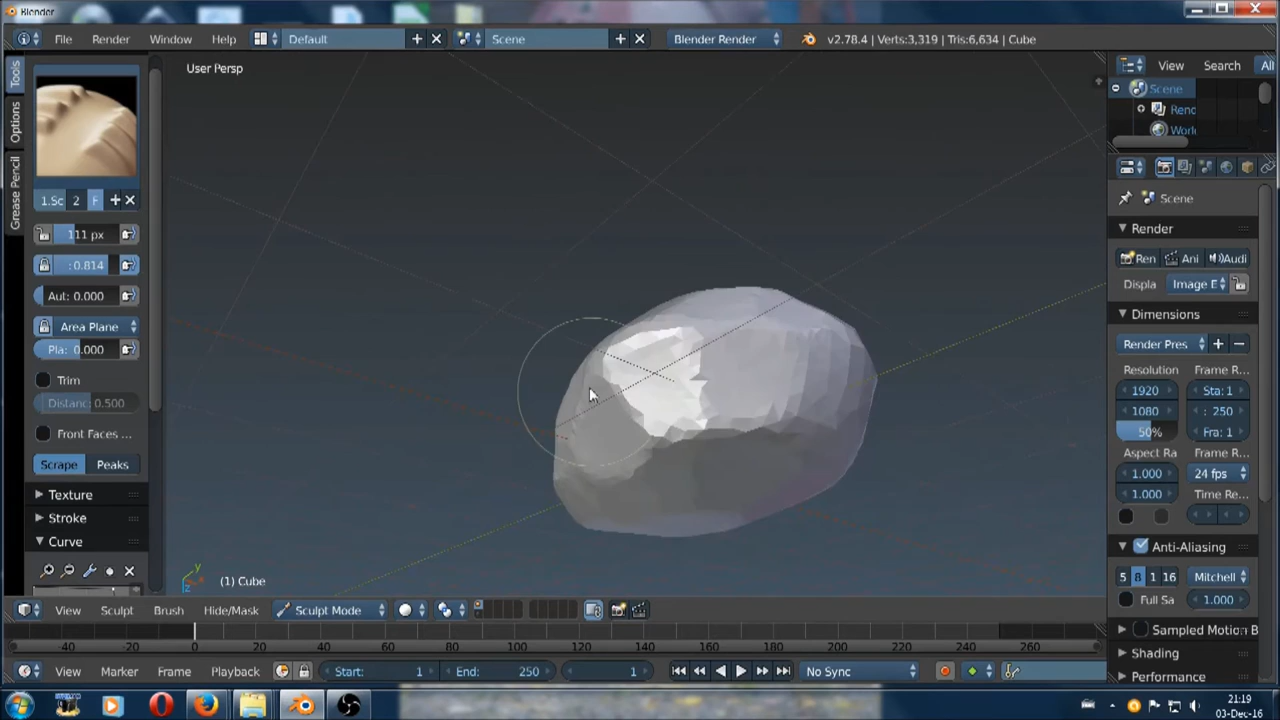 Blender
File Render Window Help Default Scene Blender Render v2.78.4 | Verts:3,319 | Tris:6,634 | Cube
User Persp
Tools
Options
Grease Pencil
1.Sc 2 F
111 px
:0.814
Aut: 0.000
Area Plane
Pla: 0.000
Trim
Distanc: 0.500
Front Faces ...
Scrape Peaks
Texture
Stroke
Curve
(1) Cube
View Search All
Scene
Renc
Worl
Scene
Render
Ren Ani Audi
Displa Image E
Dimensions
Render Pres
Resolution Frame R...
1920 Sta: 1
1080 : 250
50% Fra: 1
Aspect Ra Frame R...
1.000 24 fps
1.000 Time Re...
Anti-Aliasing
5 8 1 16 Mitchell
Full Sa 1.000
Sampled Motion B
Shading
Performance
View Sculpt Brush Hide/Mask Sculpt Mode
-40 -20 0 20 40 60 80 100 120 140 160 180 200 220 240 260
View Marker Frame Playback Start: 1 End: 250 1 No Sync
21:19
03-Dec-16